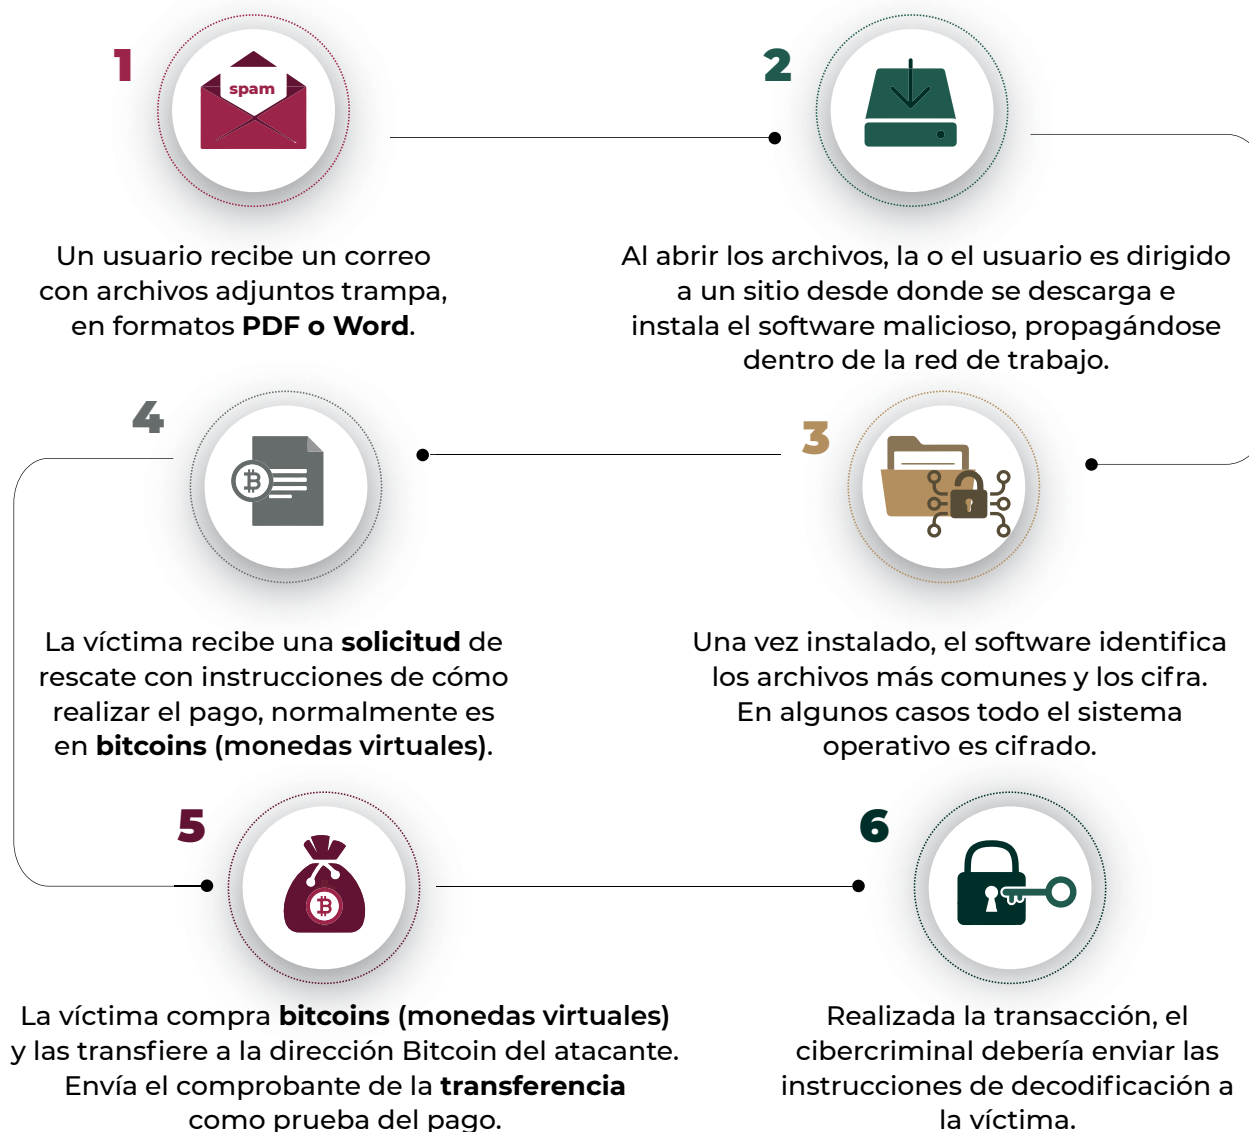 1
spam
Un usuario recibe un correo
con archivos adjuntos trampa,
en formatos PDF o Word.
2
Al abrir los archivos, la o el usuario es dirigido
a un sitio desde donde se descarga e
instala el software malicioso, propagándose
dentro de la red de trabajo.
3
Una vez instalado, el software identifica
los archivos más comunes y los cifra.
En algunos casos todo el sistema
operativo es cifrado.
4
La víctima recibe una solicitud de
rescate con instrucciones de cómo
realizar el pago, normalmente es
en bitcoins (monedas virtuales).
5
La víctima compra bitcoins (monedas virtuales)
y las transfiere a la dirección Bitcoin del atacante.
Envía el comprobante de la transferencia
como prueba del pago.
6
Realizada la transacción, el
cibercriminal debería enviar las
instrucciones de decodificación a
la víctima.